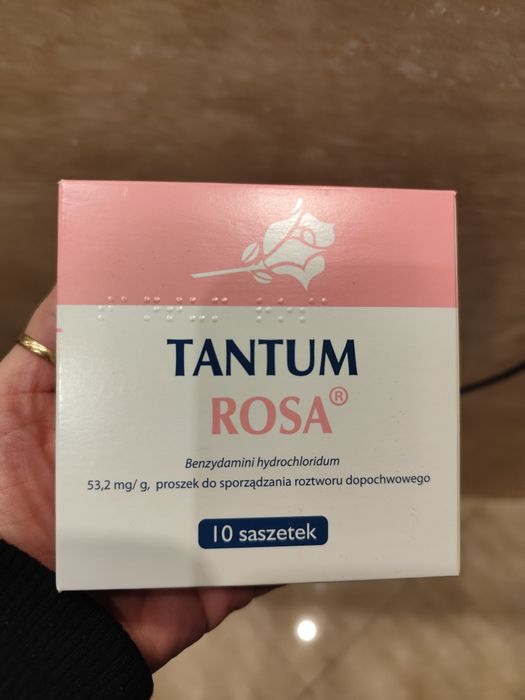 TANTUM
ROSA®
Benzydamini hydrochloridum
53,2 mg/ g, proszek do sporządzania roztworu dopochwowego
10 saszetek